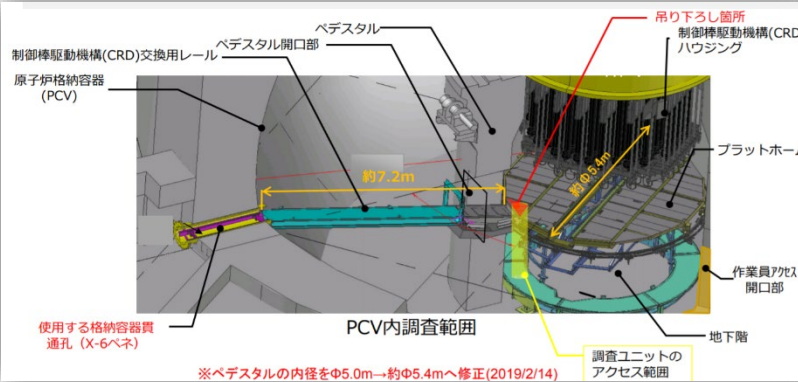 ペデスタル
吊り下ろし箇所
制御棒駆動機構(CRD)
ハウジング
制御棒駆動機構(CRD)交換用レール
ペデスタル開口部
原子炉格納容器
(PCV)
プラットホーム
約7.2m
約Φ5.4m
作業員アクセス
開口部
使用する格納容器貫
通孔（X-6ペネ）
PCV内調査範囲
地下階
調査ユニットの
アクセス範囲
※ペデスタルの内径をΦ5.0m→約Φ5.4mへ修正(2019/2/14)